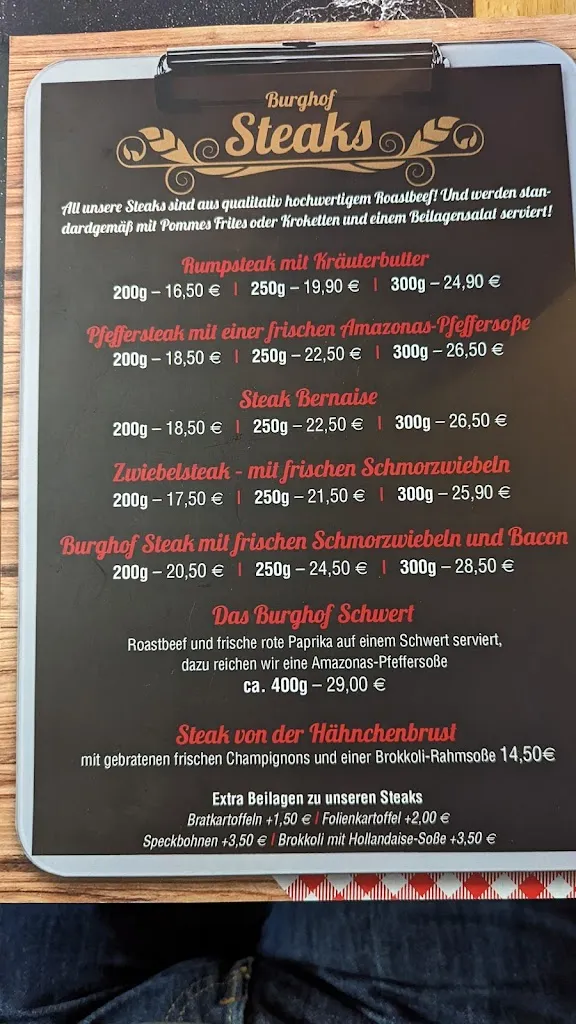 Burghof
Steaks
All unsere Steaks sind aus qualitativ hochwertigem Roastbeef! Und werden stan-
dardgemäß mit Pommes Frites oder Kroketten und einem Beilagensalat serviert!
Rumpsteak mit Kräuterbutter
200g – 16,50 € | 250g – 19,90 € | 300g – 24,90 €
Pfeffersteak mit einer frischen Amazonas-Pfeffersoße
200g – 18,50 € | 250g – 22,50 € | 300g – 26,50 €
Steak Bernaise
200g – 18,50 € | 250g – 22,50 € | 300g – 26,50 €
Zwiebelsteak - mit frischen Schmorzwiebeln
200g – 17,50 € | 250g – 21,50 € | 300g – 25,90 €
Burghof Steak mit frischen Schmorzwiebeln und Bacon
200g – 20,50 € | 250g – 24,50 € | 300g – 28,50 €
Das Burghof Schwert
Roastbeef und frische rote Paprika auf einem Schwert serviert,
dazu reichen wir eine Amazonas-Pfeffersoße
ca. 400g – 29,00 €
Steak von der Hähnchenbrust
mit gebratenen frischen Champignons und einer Brokkoli-Rahmsoße 14,50€
Extra Beilagen zu unseren Steaks
Bratkartoffeln +1,50 € | Folienkartoffel +2,00 €
Speckbohnen +3,50 € | Brokkoli mit Hollandaise-Soße +3,50 €